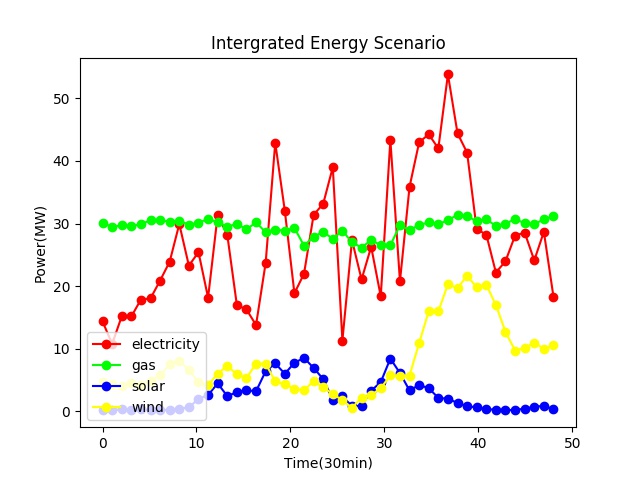 Intergrated Energy Scenario
Power(MW)
50
40
30
20
10
0
electricity
gas
solar
wind
0 10 20 30 40 50
Time(30min)